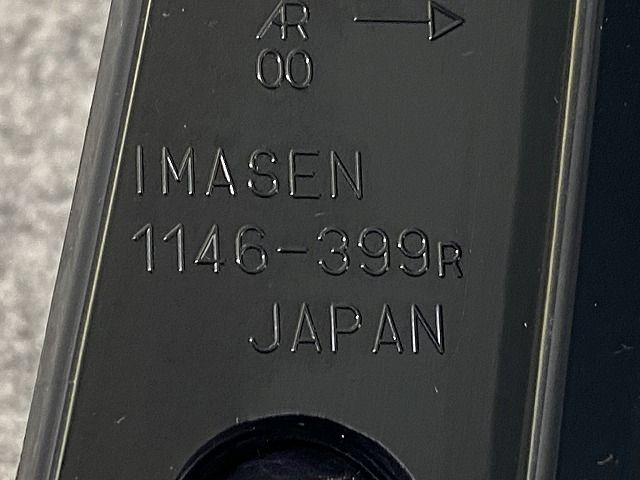 AR
00
IMASEN
1146-399R
JAPAN